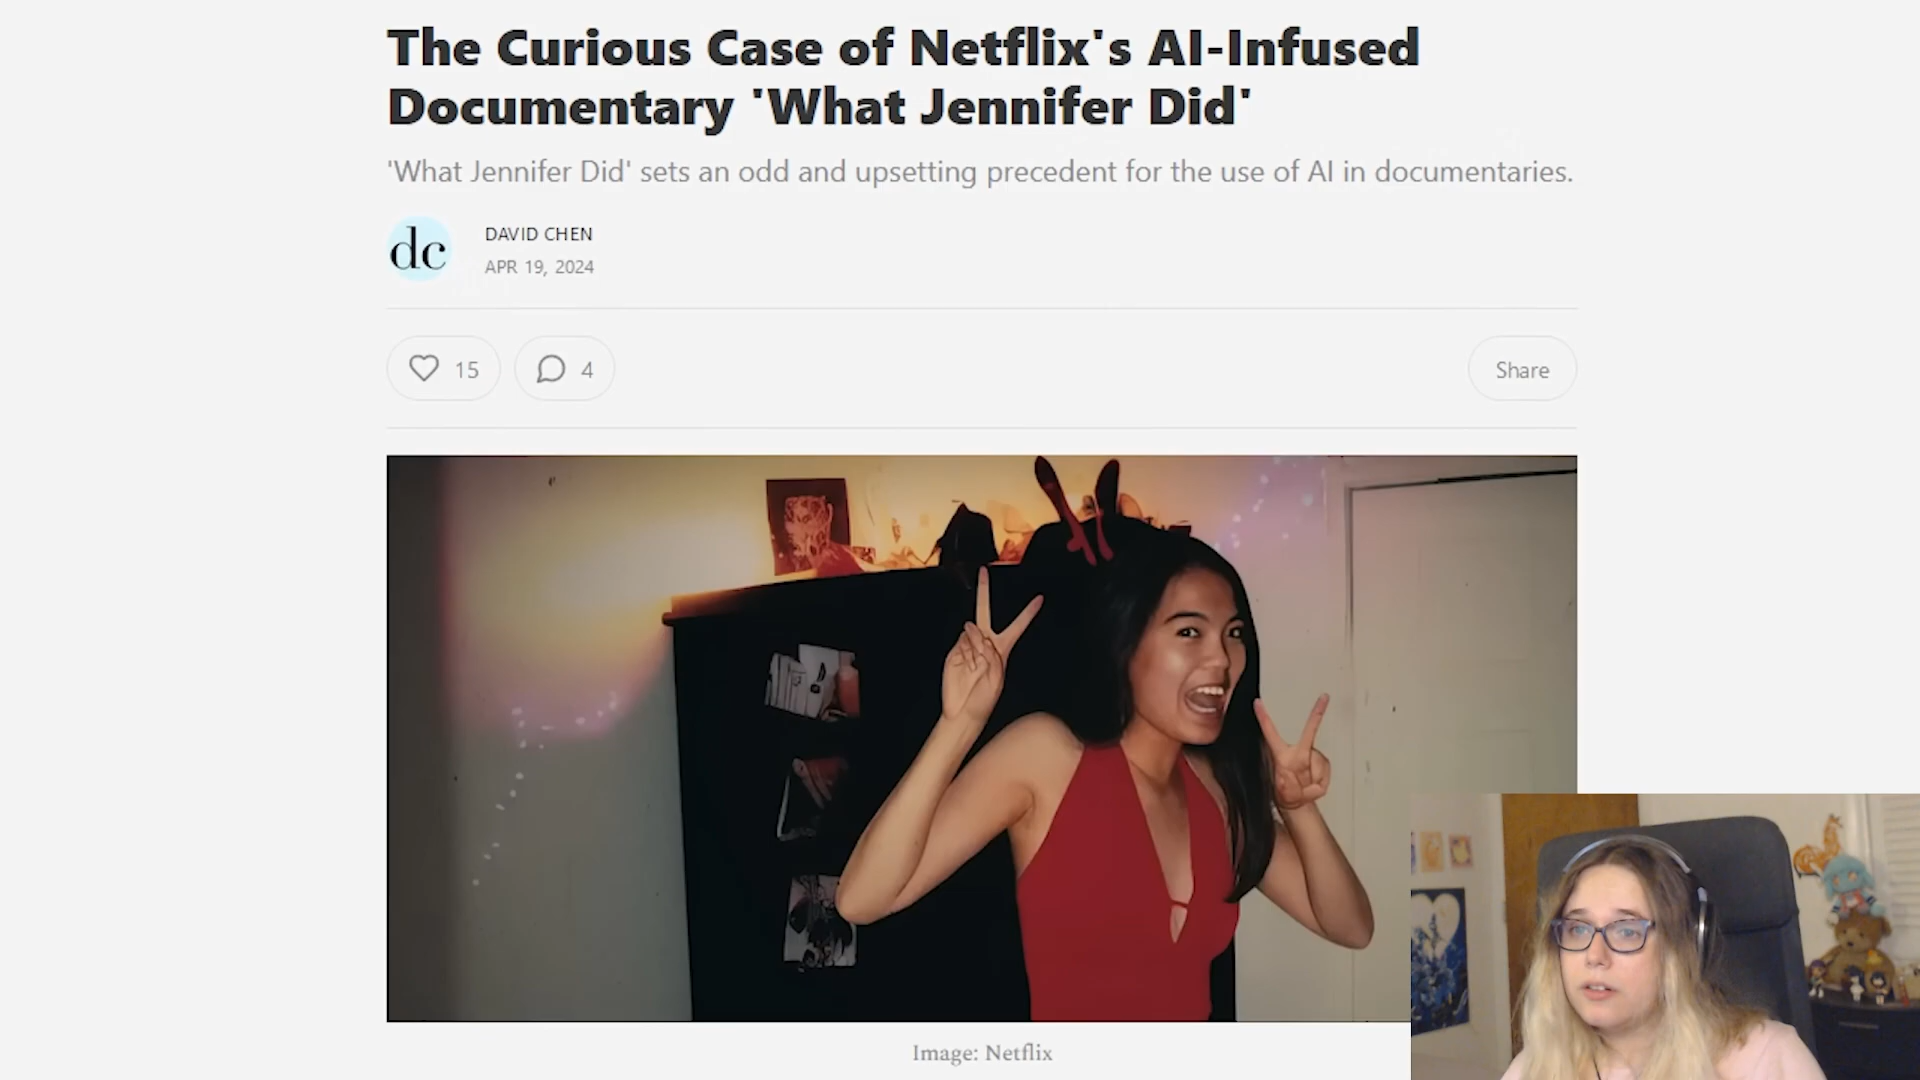 The Curious Case of Netflix's AI-Infused
Documentary 'What Jennifer Did'
'What Jennifer Did' sets an odd and upsetting precedent for the use of AI in documentaries.
dc
DAVID CHEN
APR 19, 2024
15
4
Share
Image: Netflix